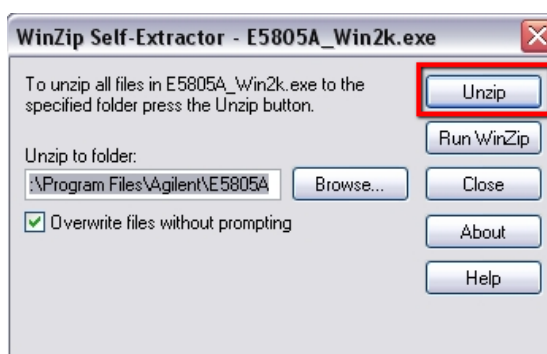 WinZip Self-Extractor - E5805A_Win2k.exe
To unzip all files in E5805A_Win2k.exe to the
specified folder press the Unzip button.
Unzip to folder:
:\Program Files\Agilent\E5805A
Browse...
Overwrite files without prompting
Unzip
Run WinZip
Close
About
Help